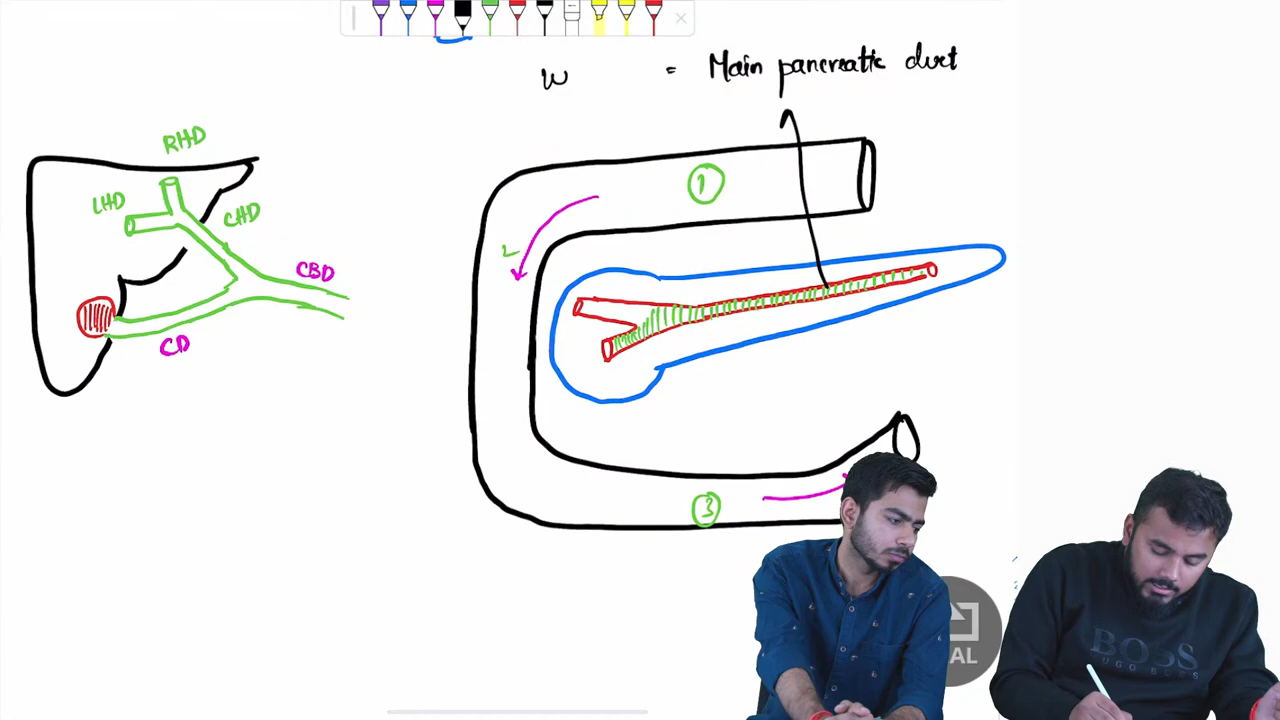 w = Main pancreatic duct
RHD
LHD
CHD
CBD
CD
1
2
3
AL
BOSS
HUGO BOSS